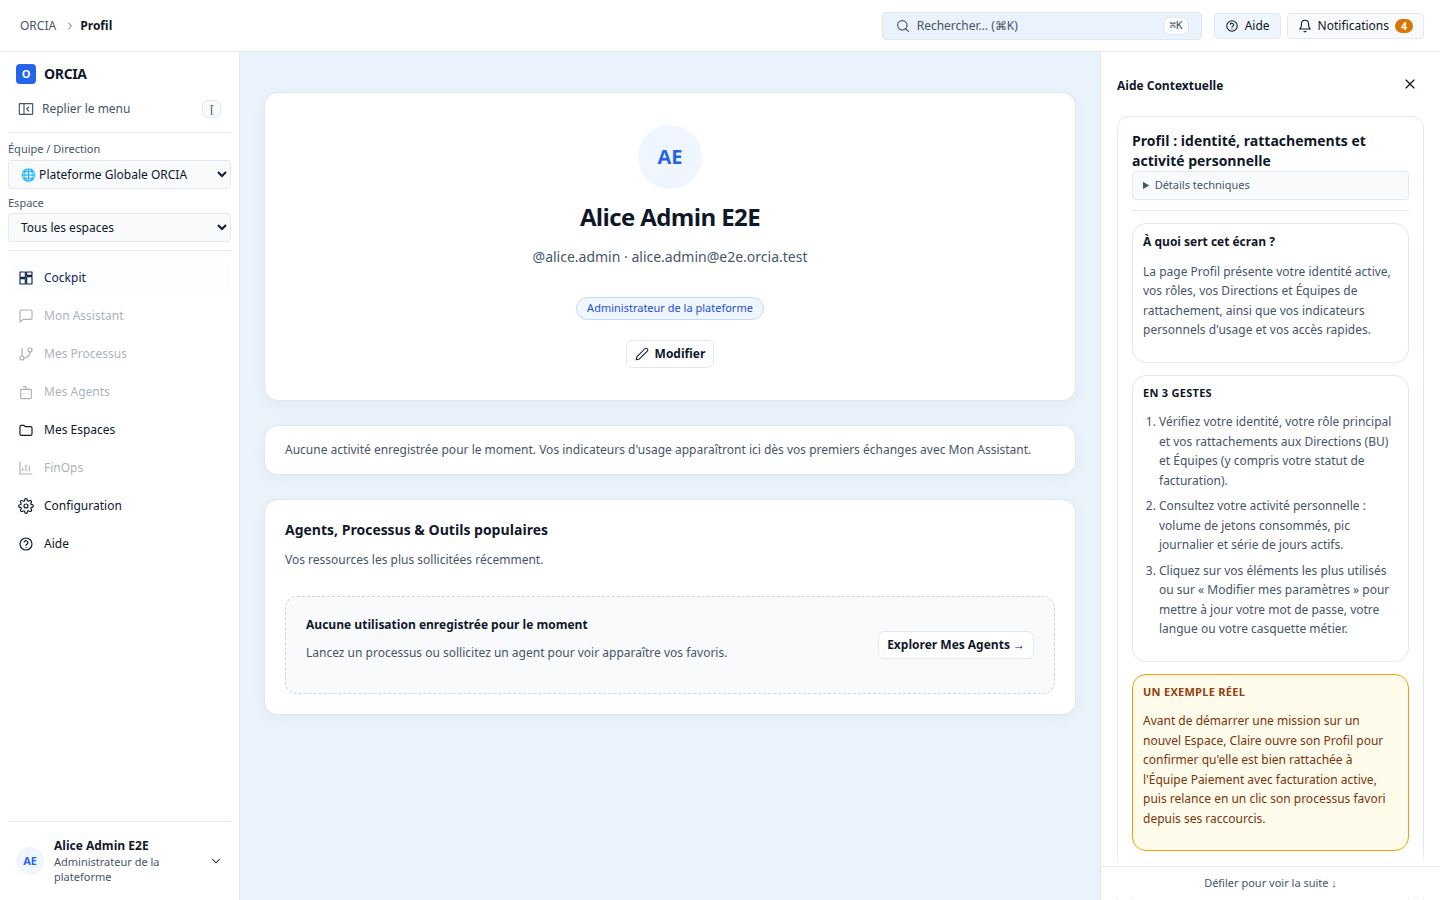 ORCIA > Profil
Rechercher... (⌘K)
⌘K
Aide
Notifications 4
O ORCIA
Replier le menu [
Équipe / Direction
🌐 Plateforme Globale ORCIA
Espace
Tous les espaces
Cockpit
Mon Assistant
Mes Processus
Mes Agents
Mes Espaces
FinOps
Configuration
Aide
AE
Alice Admin E2E
Administrateur de la
plateforme
AE
Alice Admin E2E
@alice.admin · alice.admin@e2e.orcia.test
Administrateur de la plateforme
Modifier
Aucune activité enregistrée pour le moment. Vos indicateurs d'usage apparaîtront ici dès vos premiers échanges avec Mon Assistant.
Agents, Processus & Outils populaires
Vos ressources les plus sollicitées récemment.
Aucune utilisation enregistrée pour le moment
Lancez un processus ou sollicitez un agent pour voir apparaître vos favoris.
Explorer Mes Agents →
Aide Contextuelle
Profil : identité, rattachements et
activité personnelle
▶ Détails techniques
À quoi sert cet écran ?
La page Profil présente votre identité active,
vos rôles, vos Directions et Équipes de
rattachement, ainsi que vos indicateurs
personnels d'usage et vos accès rapides.
EN 3 GESTES
1. Vérifiez votre identité, votre rôle principal
et vos rattachements aux Directions (BU)
et Équipes (y compris votre statut de
facturation).
2. Consultez votre activité personnelle :
volume de jetons consommés, pic
journalier et série de jours actifs.
3. Cliquez sur vos éléments les plus utilisés
ou sur « Modifier mes paramètres » pour
mettre à jour votre mot de passe, votre
langue ou votre casquette métier.
UN EXEMPLE RÉEL
Avant de démarrer une mission sur un
nouvel Espace, Claire ouvre son Profil pour
confirmer qu'elle est bien rattachée à
l'Équipe Paiement avec facturation active,
puis relance en un clic son processus favori
depuis ses raccourcis.
Défiler pour voir la suite ↓